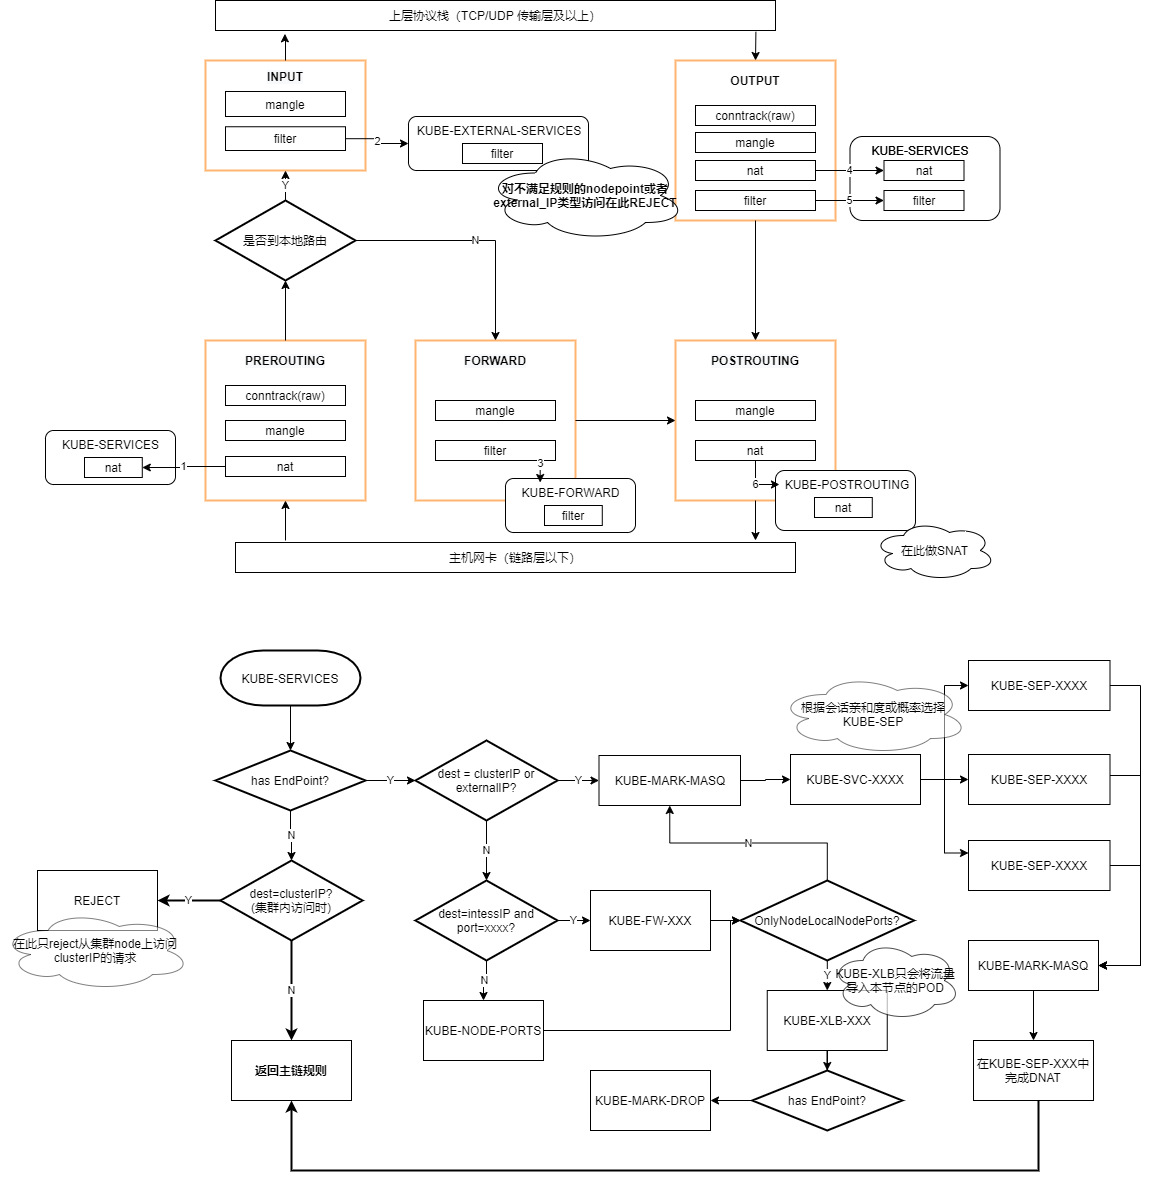 上层协议栈（TCP/UDP 传输层及以上）
INPUT
mangle
filter
2
KUBE-EXTERNAL-SERVICES
filter
对不满足规则的nodepoint或者
external_IP类型访问在此REJECT
OUTPUT
conntrack(raw)
mangle
nat
filter
4
5
KUBE-SERVICES
nat
filter
Y
是否到本地路由
N
PREROUTING
conntrack(raw)
mangle
nat
1
KUBE-SERVICES
nat
FORWARD
mangle
filter
3
KUBE-FORWARD
filter
POSTROUTING
mangle
nat
6
KUBE-POSTROUTING
nat
在此做SNAT
主机网卡（链路层以下）
KUBE-SERVICES
has EndPoint?
Y
dest = clusterIP or
externalIP?
Y
KUBE-MARK-MASQ
KUBE-SVC-XXXX
根据会话亲和度或概率选择
KUBE-SEP
KUBE-SEP-XXXX
KUBE-SEP-XXXX
KUBE-SEP-XXXX
N
N
N
dest=clusterIP?
(集群内访问时)
Y
REJECT
在此只reject从集群node上访问
clusterIP的请求
dest=intessIP and
port=xxxx?
Y
KUBE-FW-XXX
OnlyNodeLocalNodePorts?
Y
KUBE-XLB只会将流量
导入本节点的POD
KUBE-MARK-MASQ
N
N
KUBE-NODE-PORTS
KUBE-XLB-XXX
返回主链规则
在KUBE-SEP-XXX中
完成DNAT
KUBE-MARK-DROP
has EndPoint?